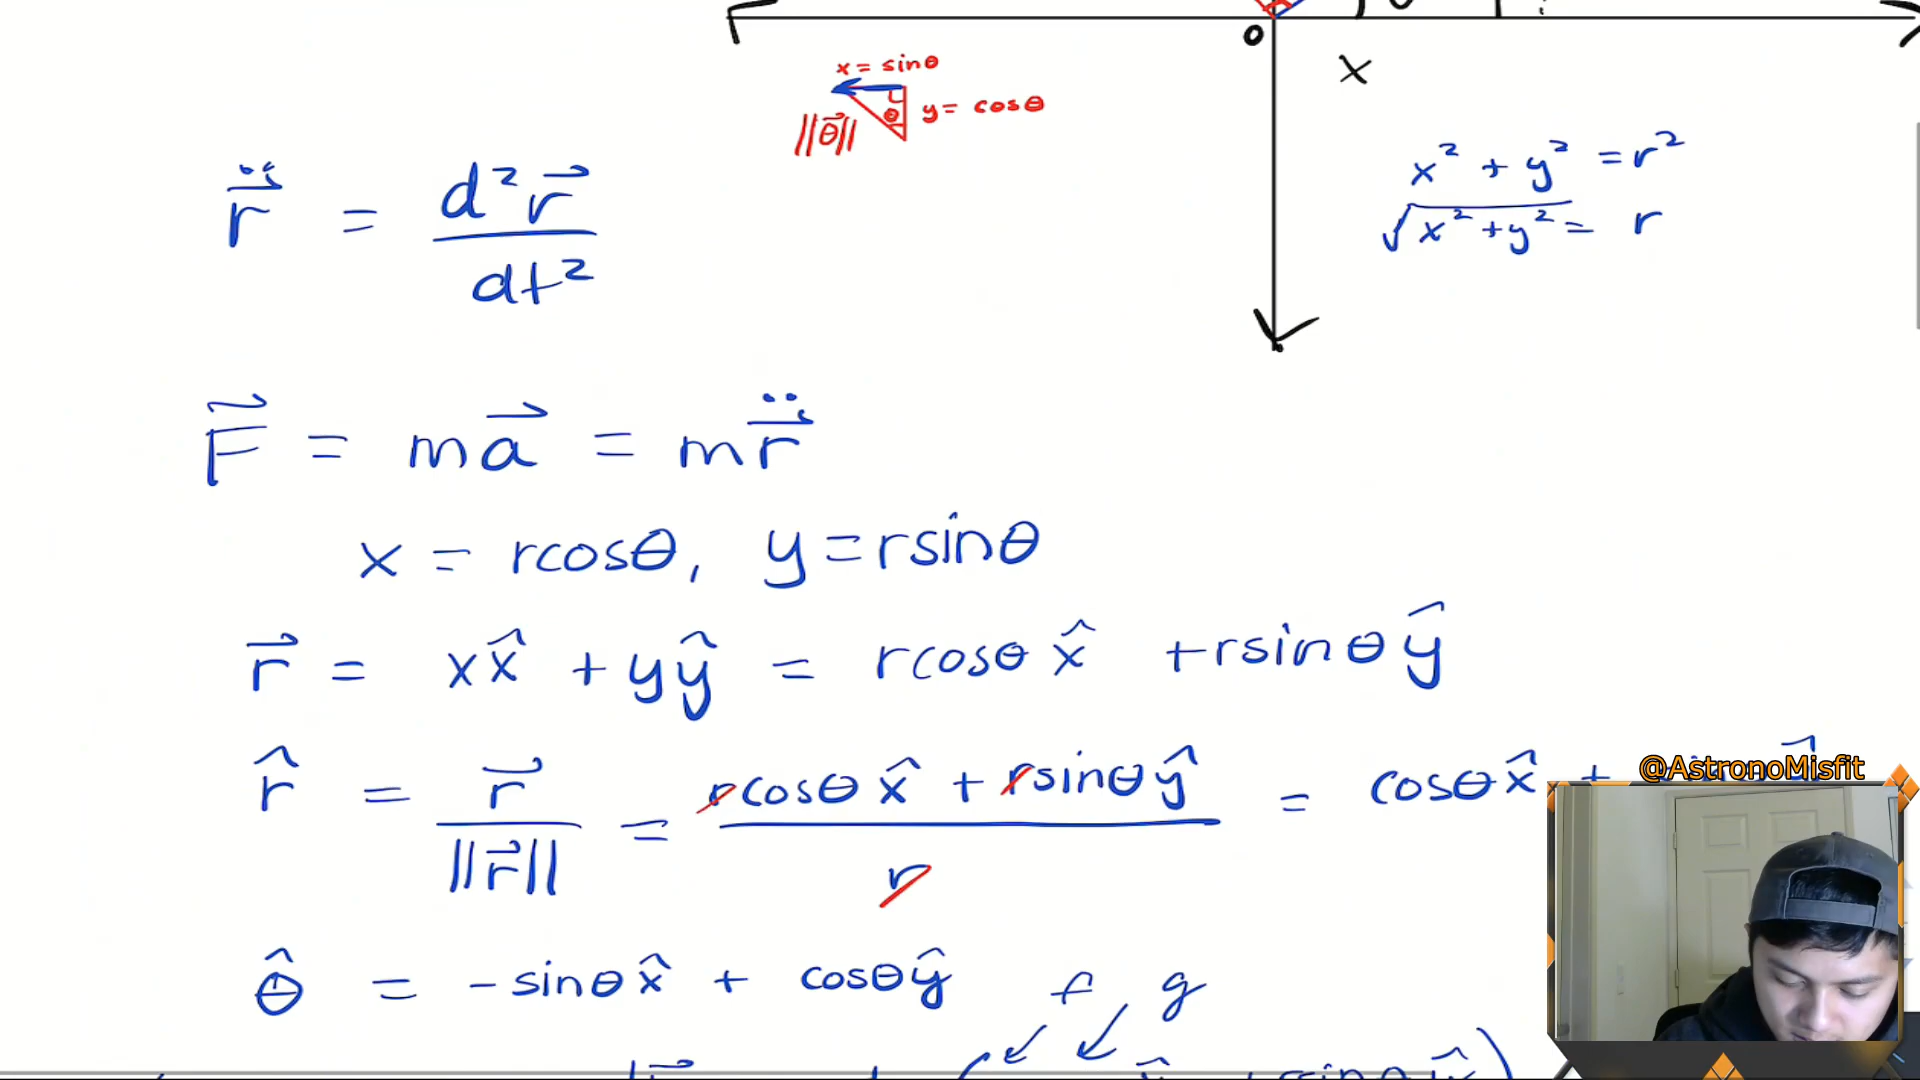 0
x
x = sinθ
y = cosθ
||θ⃗||
x² + y² = r²
√x² + y² = r
r⃗̈ = d²r⃗ / dt²
F⃗ = ma⃗ = mr⃗̈
x = rcosθ, y = rsinθ
r⃗ = xx̂ + yŷ = rcosθ x̂ + rsinθ ŷ
r̂ = r⃗ / ||r⃗|| = rcosθ x̂ + rsinθ ŷ / r = cosθ x̂ +
@AstronoMisfit
θ̂ = -sinθ x̂ + cosθ ŷ
f g